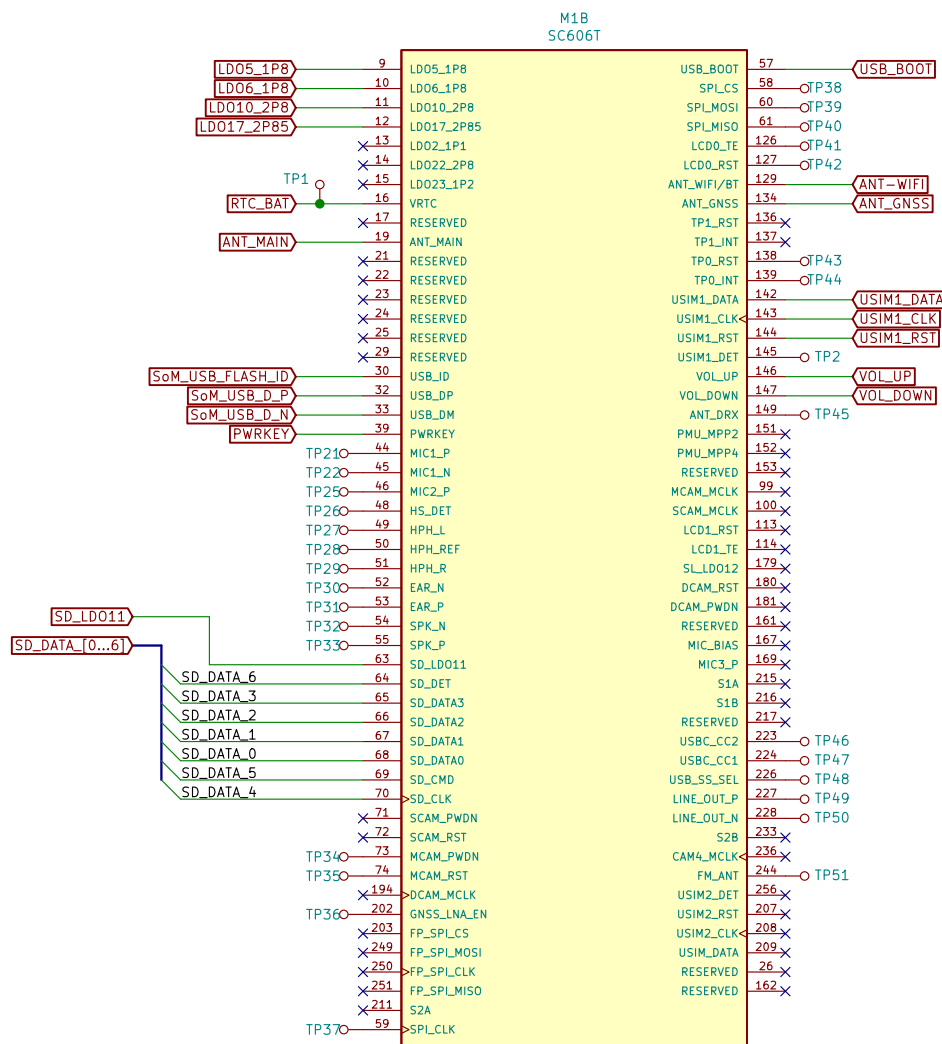 M1B
SC606T
LDO5_1P8 9 LDO5_1P8 USB_BOOT 57 USB_BOOT
LDO6_1P8 10 LDO6_1P8 SPI_CS 58 TP38
LDO10_2P8 11 LDO10_2P8 SPI_MOSI 60 TP39
LDO17_2P85 12 LDO17_2P85 SPI_MISO 61 TP40
13 LDO2_1P1 LCD0_TE 126 TP41
14 LDO22_2P8 LCD0_RST 127 TP42
TP1 15 LDO23_1P2 ANT_WIFI/BT 129 ANT-WIFI
RTC_BAT 16 VRTC ANT_GNSS 134 ANT_GNSS
17 RESERVED TP1_RST 136
ANT_MAIN 19 ANT_MAIN TP1_INT 137
21 RESERVED TP0_RST 138 TP43
22 RESERVED TP0_INT 139 TP44
23 RESERVED USIM1_DATA 142 USIM1_DATA
24 RESERVED USIM1_CLK 143 USIM1_CLK
25 RESERVED USIM1_RST 144 USIM1_RST
29 RESERVED USIM1_DET 145 TP2
SoM_USB_FLASH_ID 30 USB_ID VOL_UP 146 VOL_UP
SoM_USB_D_P 32 USB_DP VOL_DOWN 147 VOL_DOWN
SoM_USB_D_N 33 USB_DM ANT_DRX 149 TP45
PWRKEY 39 PWRKEY PMU_MPP2 151
TP21 44 MIC1_P PMU_MPP4 152
TP22 45 MIC1_N RESERVED 153
TP25 46 MIC2_P MCAM_MCLK 99
TP26 48 HS_DET SCAM_MCLK 100
TP27 49 HPH_L LCD1_RST 113
TP28 50 HPH_REF LCD1_TE 114
TP29 51 HPH_R SL_LDO12 179
TP30 52 EAR_N DCAM_RST 180
TP31 53 EAR_P DCAM_PWDN 181
SD_LDO11
TP32 54 SPK_N RESERVED 161
SD_DATA_[0...6] TP33 55 SPK_P MIC_BIAS 167
63 SD_LDO11 MIC3_P 169
SD_DATA_6 64 SD_DET S1A 215
SD_DATA_3 65 SD_DATA3 S1B 216
SD_DATA_2 66 SD_DATA2 RESERVED 217
SD_DATA_1 67 SD_DATA1 USBC_CC2 223 TP46
SD_DATA_0 68 SD_DATA0 USBC_CC1 224 TP47
SD_DATA_5 69 SD_CMD USB_SS_SEL 226 TP48
SD_DATA_4 70 SD_CLK LINE_OUT_P 227 TP49
71 SCAM_PWDN LINE_OUT_N 228 TP50
72 SCAM_RST S2B 233
TP34 73 MCAM_PWDN CAM4_MCLK 236
TP35 74 MCAM_RST FM_ANT 244 TP51
194 DCAM_MCLK USIM2_DET 256
TP36 202 GNSS_LNA_EN USIM2_RST 207
203 FP_SPI_CS USIM2_CLK 208
249 FP_SPI_MOSI USIM_DATA 209
250 FP_SPI_CLK RESERVED 26
251 FP_SPI_MISO RESERVED 162
211 S2A
TP37 59 SPI_CLK